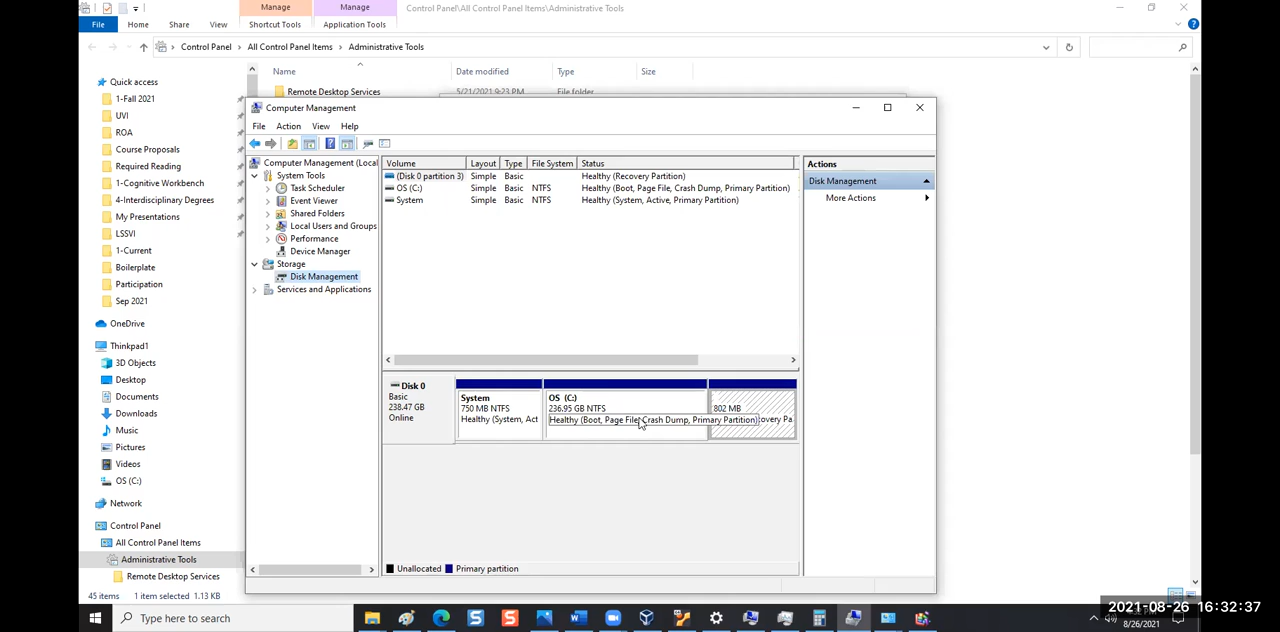 Manage
Manage
Control Panel\All Control Panel Items\Administrative Tools
File
Home
Share
View
Shortcut Tools
Application Tools
Control Panel > All Control Panel Items > Administrative Tools
Name
Date modified
Type
Size
Quick access
1-Fall 2021
UVI
ROA
Course Proposals
Required Reading
1-Cognitive Workbench
4-Interdisciplinary Degrees
My Presentations
LSSVI
1-Current
Boilerplate
Participation
Sep 2021
OneDrive
Thinkpad1
3D Objects
Desktop
Documents
Downloads
Music
Pictures
Videos
OS (C:)
Network
Control Panel
All Control Panel Items
Administrative Tools
Remote Desktop Services
45 items
1 item selected 1.13 KB
Remote Desktop Services
5/21/2021 9:23 PM
File folder
Computer Management
File
Action
View
Help
Computer Management (Local
System Tools
Task Scheduler
Event Viewer
Shared Folders
Local Users and Groups
Performance
Device Manager
Storage
Disk Management
Services and Applications
Volume Layout Type File System Status
(Disk 0 partition 3) Simple Basic Healthy (Recovery Partition)
OS (C:) Simple Basic NTFS Healthy (Boot, Page File, Crash Dump, Primary Partition)
System Simple Basic NTFS Healthy (System, Active, Primary Partition)
Actions
Disk Management
More Actions
Disk 0
Basic
238.47 GB
Online
System
750 MB NTFS
Healthy (System, Act
OS (C:)
236.95 GB NTFS
Healthy (Boot, Page File, Crash Dump, Primary Partition)
802 MB
overy Pa
Unallocated
Primary partition
Type here to search
8/26/2021
2021-08-26 16:32:37